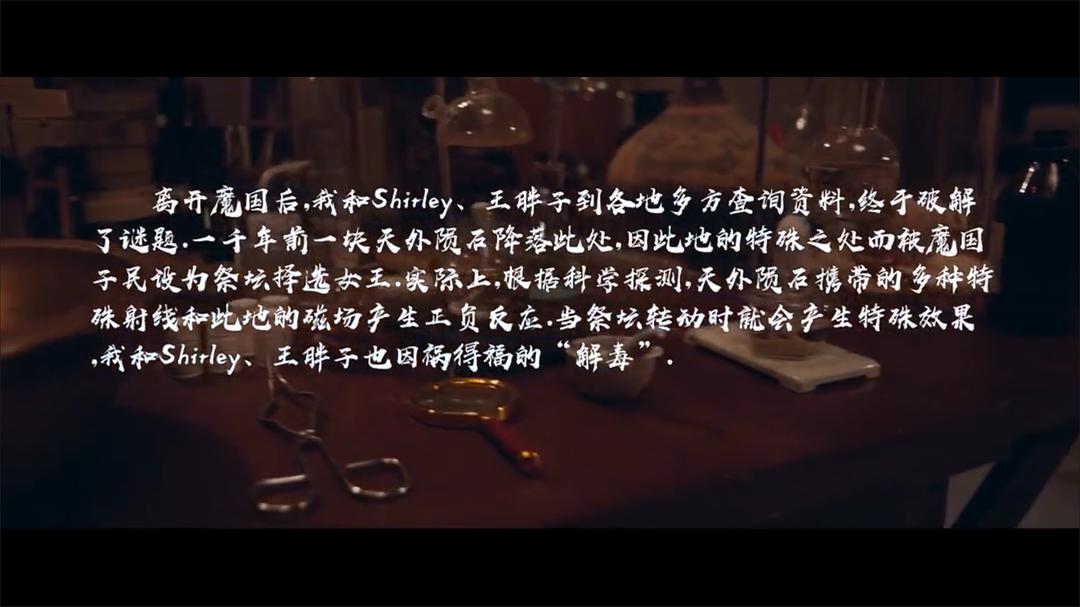 离开魔国后,我和Shirley、王胖子到各地多方查询资料,终于破解
了谜题.一千年前一块天外陨石降落此处,因此地的特殊之处而被魔国
子民设为祭坛择选女王.实际上,根据科学探测,天外陨石携带的多种特
殊射线和此地的磁场产生正负反应.当祭坛转动时就会产生特殊效果
,我和Shirley、王胖子也因祸得福的“解毒”.